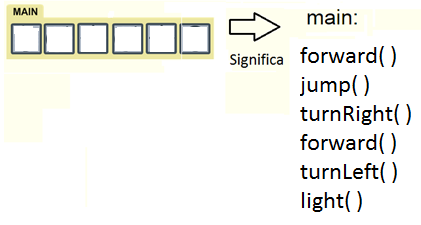 MAIN
Significa
main:
forward( )
jump( )
turnRight( )
forward( )
turnLeft( )
light( )